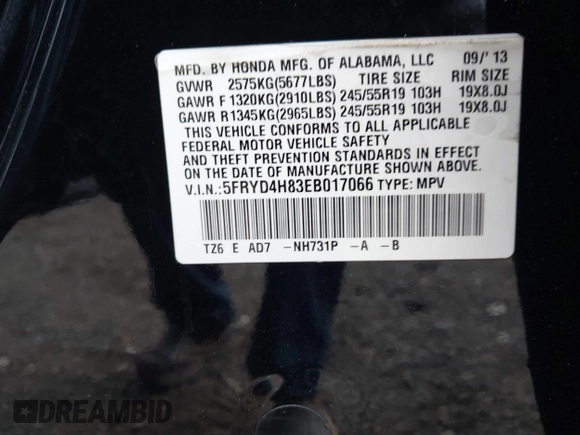 MFD. BY HONDA MFG. OF ALABAMA, LLC 09/'13
GVWR 2575KG(5677LBS) TIRE SIZE RIM SIZE
GAWR F 1320KG(2910LBS) 245/55R19 103H 19X8.0J
GAWR R1345KG(2965LBS) 245/55R19 103H 19X8.0J
THIS VEHICLE CONFORMS TO ALL APPLICABLE
FEDERAL MOTOR VEHICLE SAFETY
AND THEFT PREVENTION STANDARDS IN EFFECT
ON THE DATE OF MANUFACTURE SHOWN ABOVE.
V.I.N.:5FRYD4H83EB017066 TYPE: MPV
TZ6 E AD7 -NH731P -A -B
DREAMBID